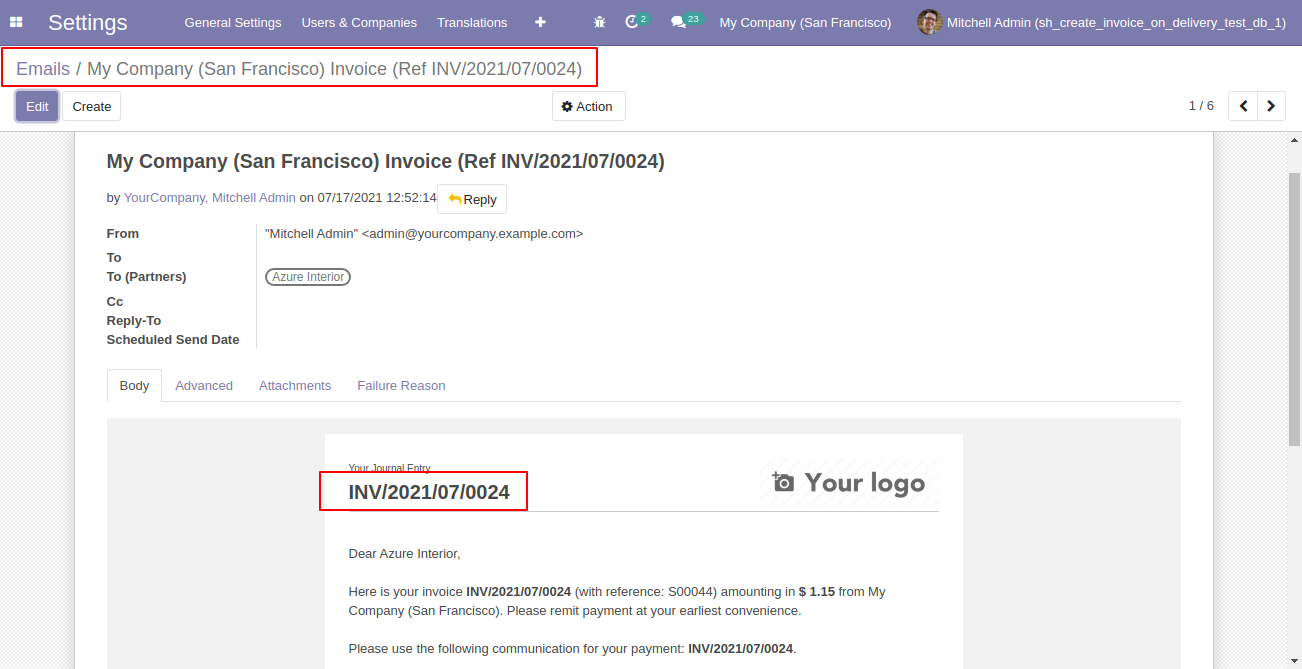 Settings General Settings Users & Companies Translations + 2 23 My Company (San Francisco) Mitchell Admin (sh_create_invoice_on_delivery_test_db_1)
Emails / My Company (San Francisco) Invoice (Ref INV/2021/07/0024)
Edit Create Action 1 / 6
My Company (San Francisco) Invoice (Ref INV/2021/07/0024)
by YourCompany, Mitchell Admin on 07/17/2021 12:52:14 Reply
From "Mitchell Admin" <admin@yourcompany.example.com>
To
To (Partners) Azure Interior
Cc
Reply-To
Scheduled Send Date
Body Advanced Attachments Failure Reason
Your Journal Entry
INV/2021/07/0024 Your logo
Dear Azure Interior,
Here is your invoice INV/2021/07/0024 (with reference: S00044) amounting in $ 1.15 from My
Company (San Francisco). Please remit payment at your earliest convenience.
Please use the following communication for your payment: INV/2021/07/0024.